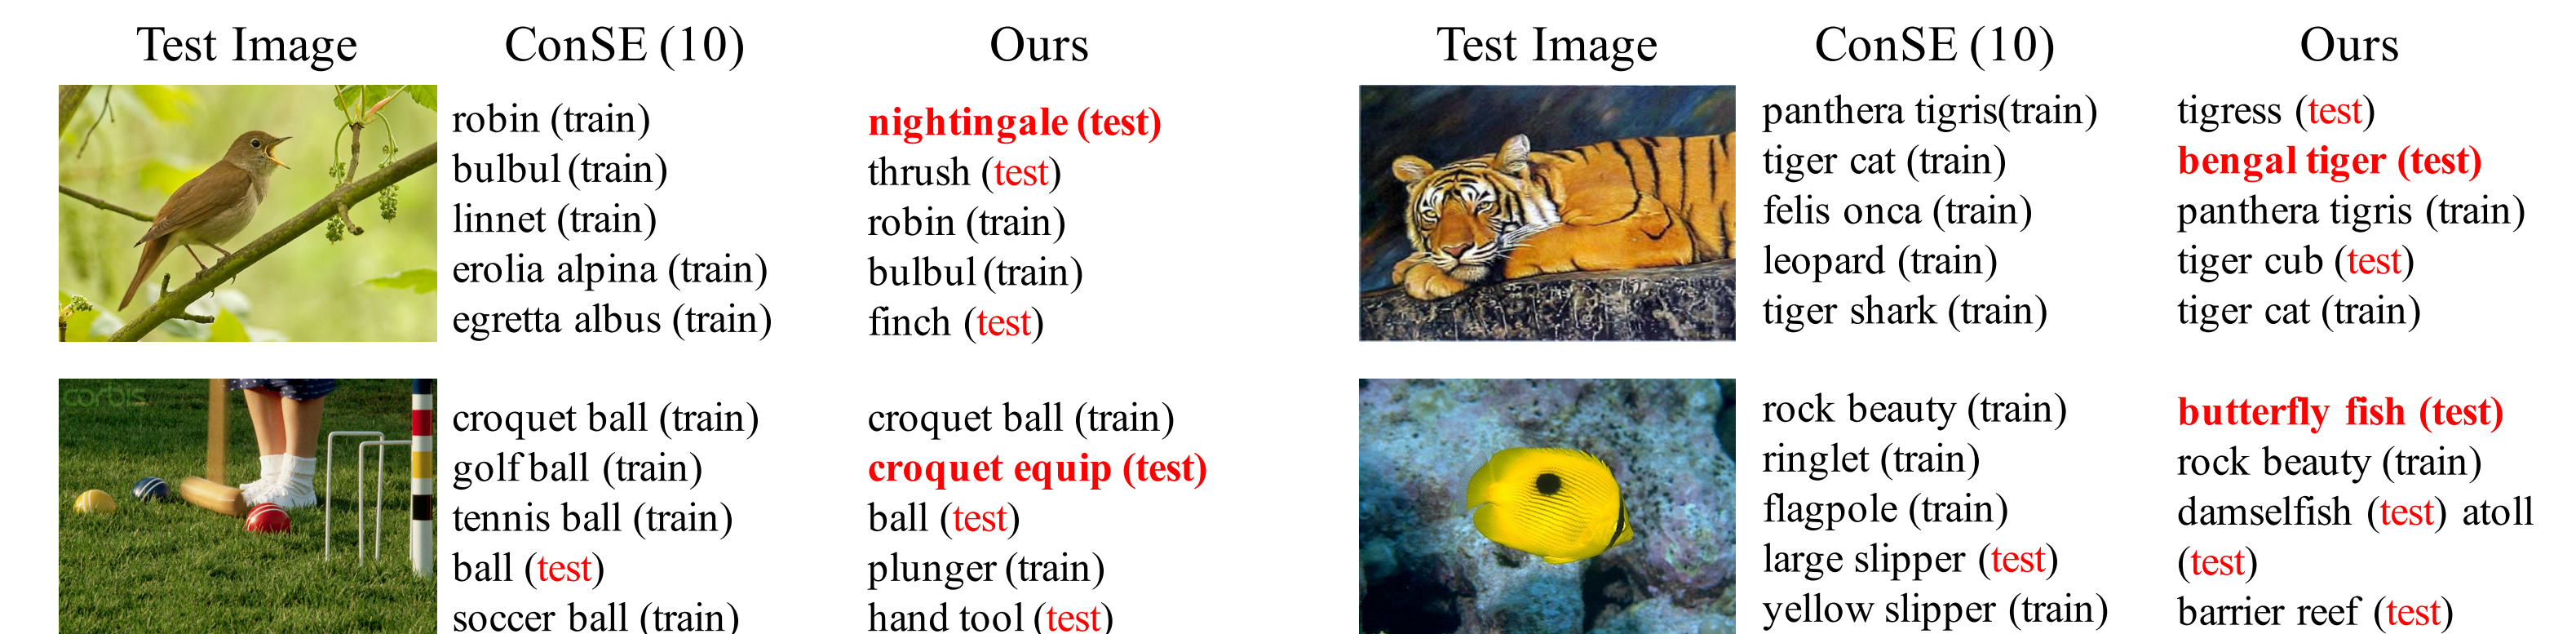 Test Image ConSE (10) Ours
robin (train)
bulbul (train)
linnet (train)
erolia alpina (train)
egretta albus (train)
nightingale (test)
thrush (test)
robin (train)
bulbul (train)
finch (test)
corbis
croquet ball (train)
golf ball (train)
tennis ball (train)
ball (test)
soccer ball (train)
croquet ball (train)
croquet equip (test)
ball (test)
plunger (train)
hand tool (test)
Test Image ConSE (10) Ours
panthera tigris(train)
tiger cat (train)
felis onca (train)
leopard (train)
tiger shark (train)
tigress (test)
bengal tiger (test)
panthera tigris (train)
tiger cub (test)
tiger cat (train)
rock beauty (train)
ringlet (train)
flagpole (train)
large slipper (test)
yellow slipper (train)
butterfly fish (test)
rock beauty (train)
damselfish (test) atoll
(test)
barrier reef (test)